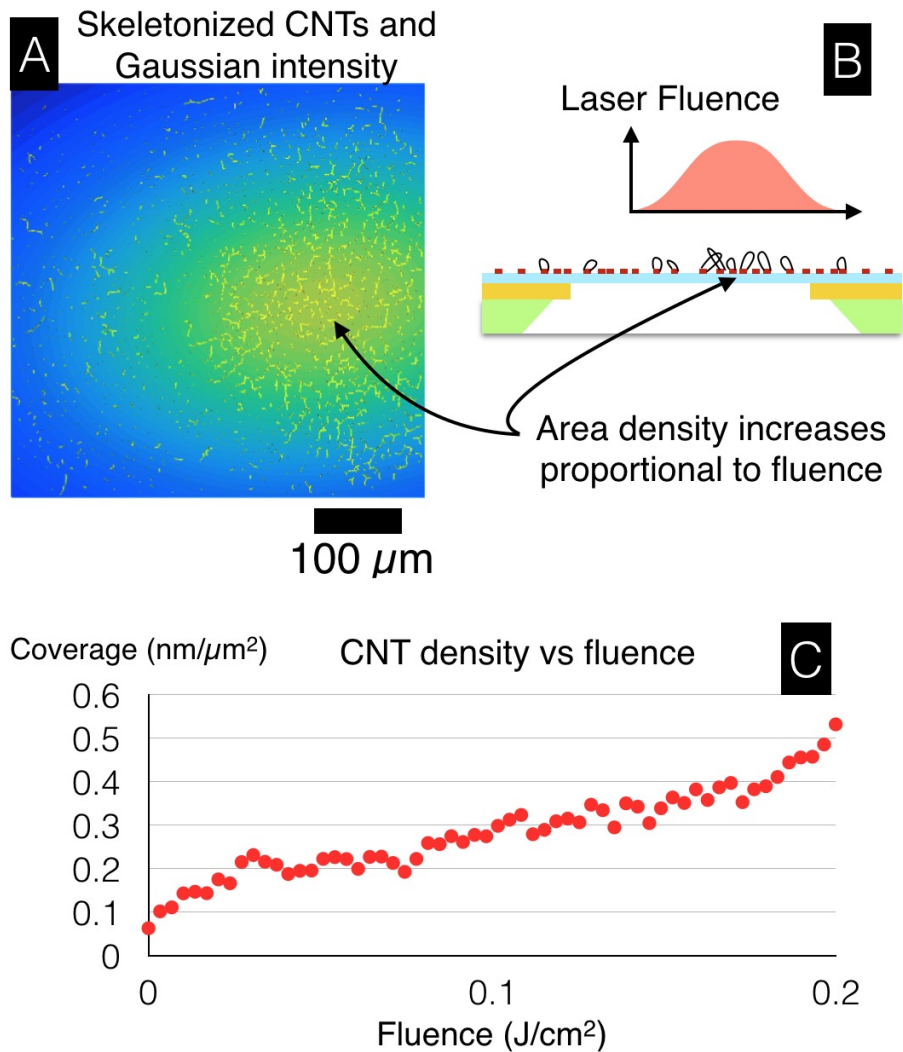 A
Skeletonized CNTs and
Gaussian intensity
B
Laser Fluence
Area density increases
proportional to fluence
100 µm
Coverage (nm/µm²)
CNT density vs fluence
C
0.6
0.5
0.4
0.3
0.2
0.1
0
0
0.1
0.2
Fluence (J/cm²)